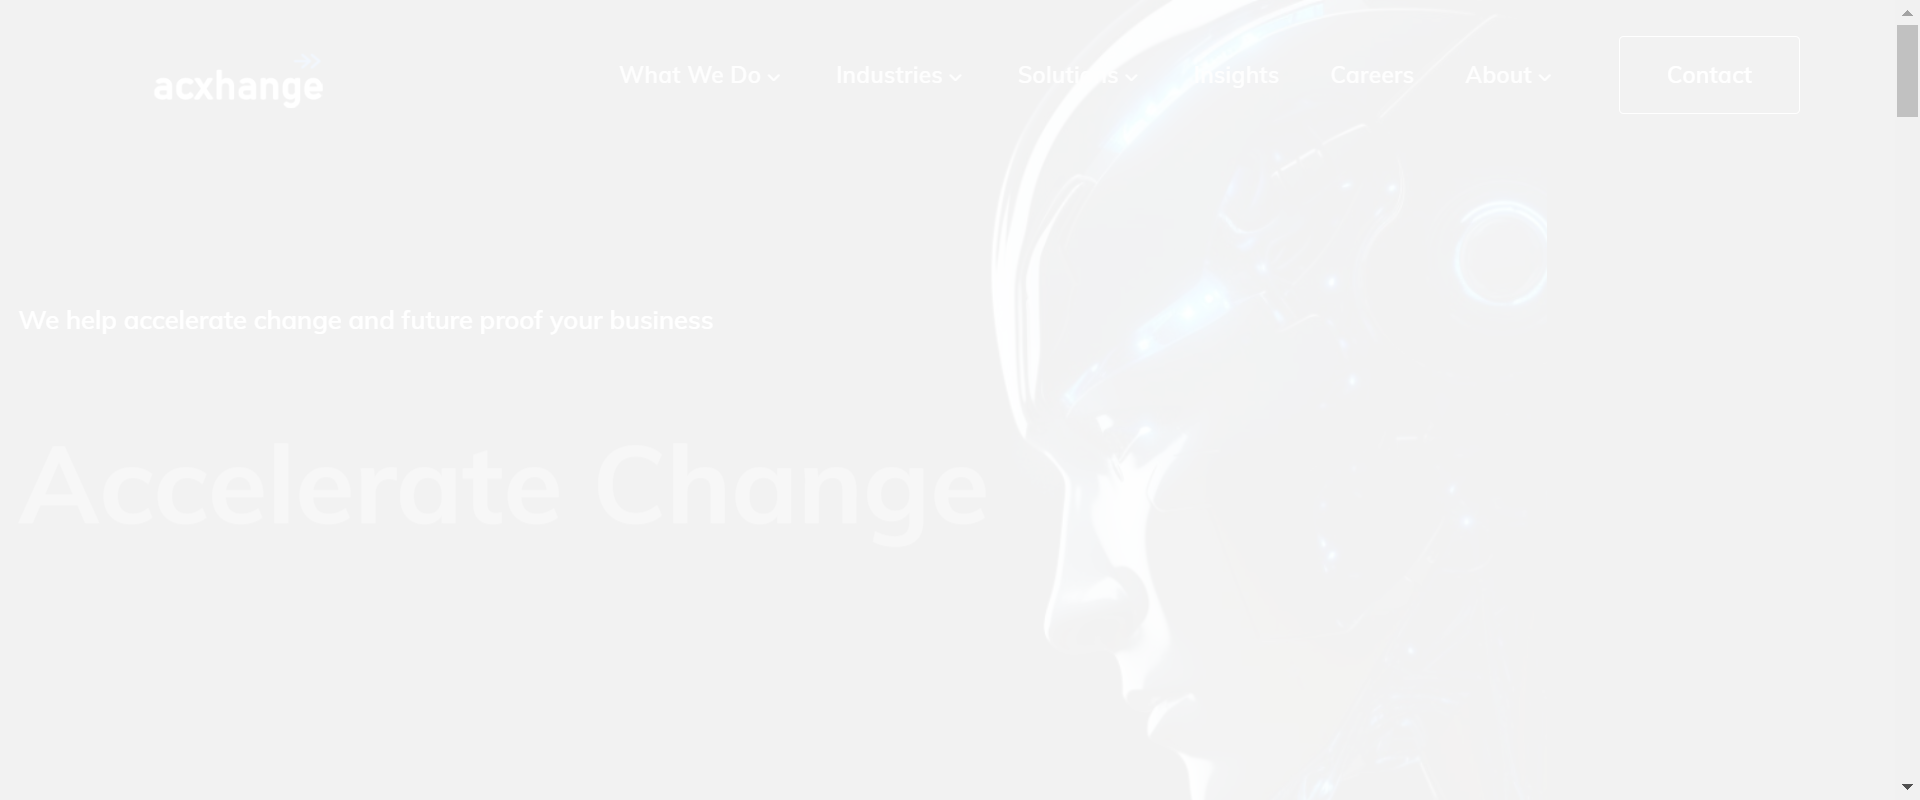 acxhange
What We Do
Industries
Solutions
Insights
Careers
About
Contact
We help accelerate change and future proof your business
Accelerate Change